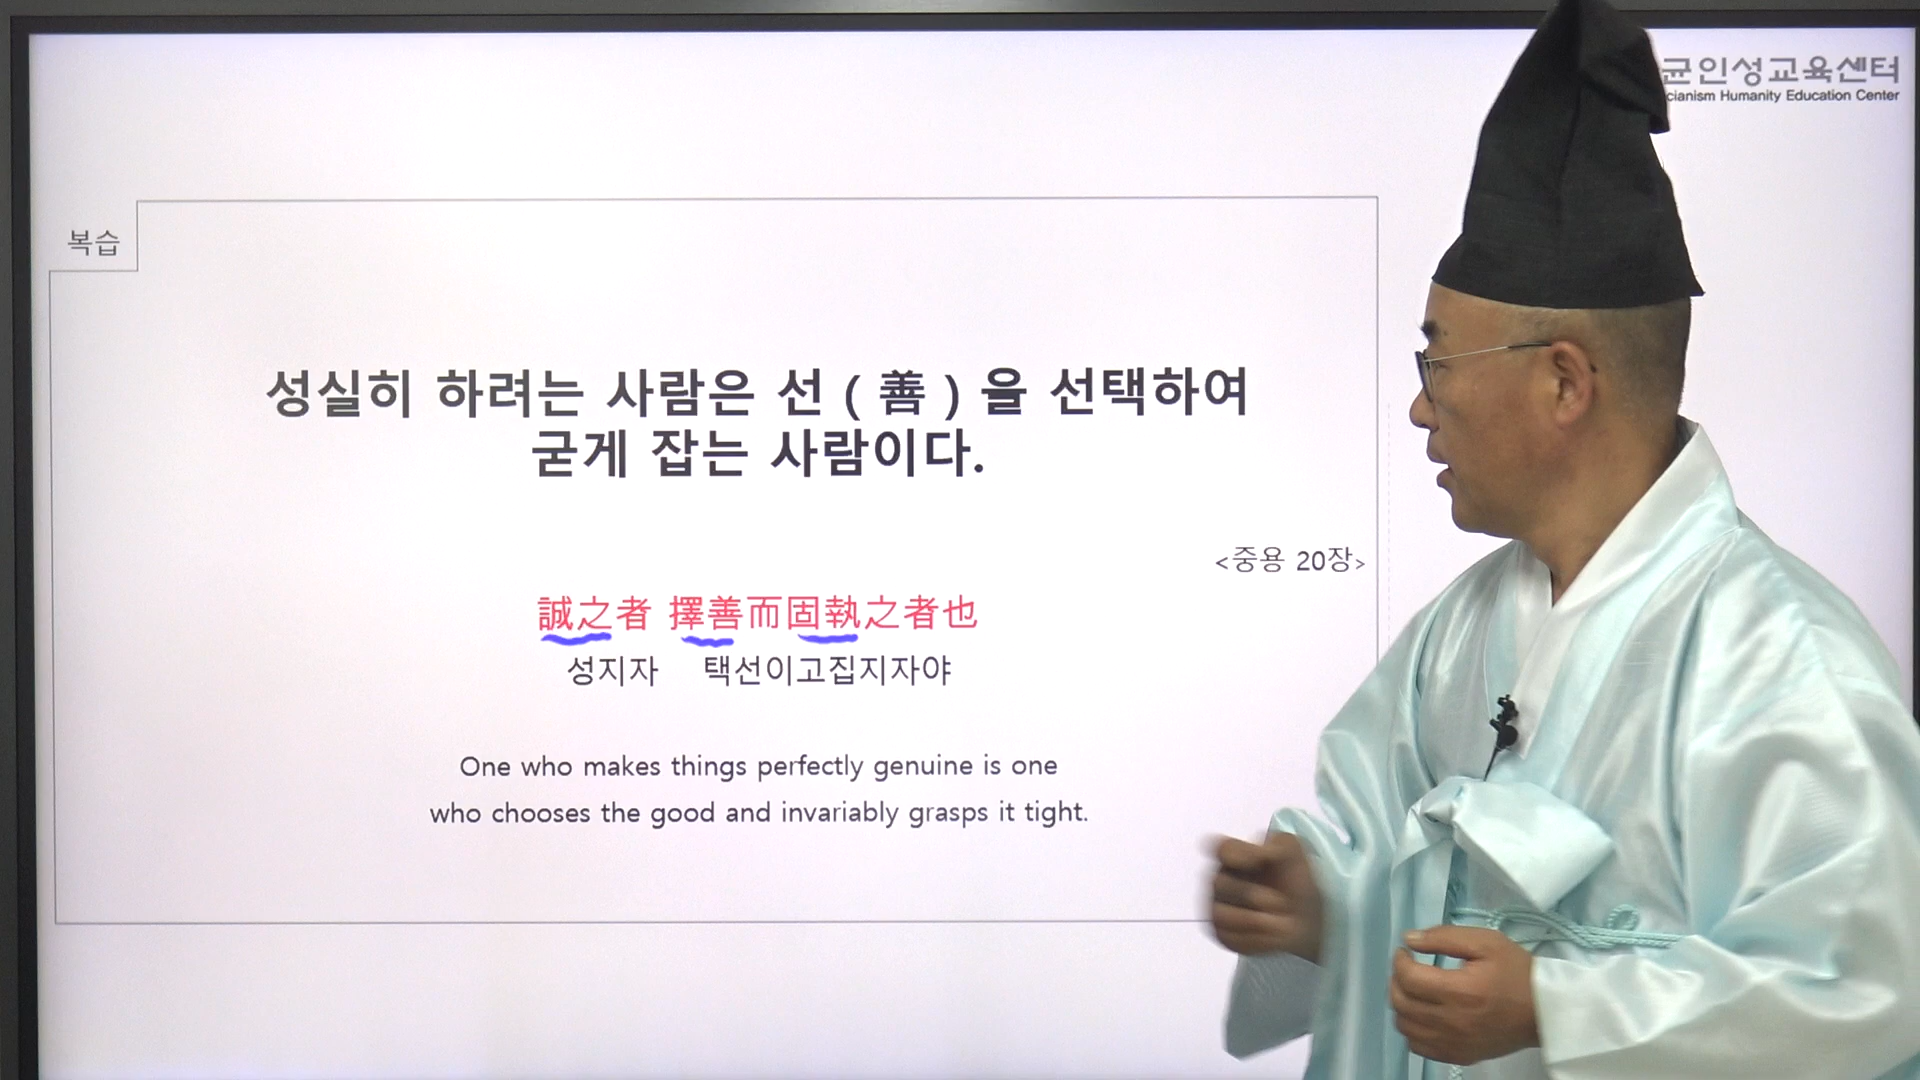 균인성교육센터
cianism Humanity Education Center
복습
성실히 하려는 사람은 선 ( 善 ) 을 선택하여
굳게 잡는 사람이다.
<중용 20장>
誠之者 擇善而固執之者也
성지자 택선이고집지자야
One who makes things perfectly genuine is one
who chooses the good and invariably grasps it tight.